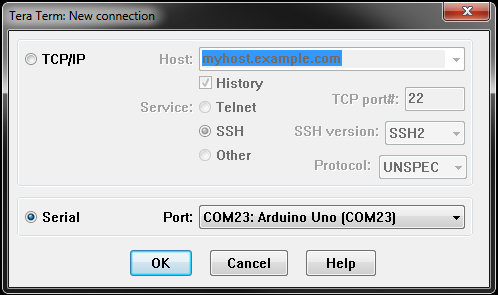 Tera Term: New connection
TCP/IP
Host: myhost.example.com
History
Service: Telnet
TCP port#: 22
SSH
SSH version: SSH2
Other
Protocol: UNSPEC
Serial
Port: COM23: Arduino Uno (COM23)
OK Cancel Help